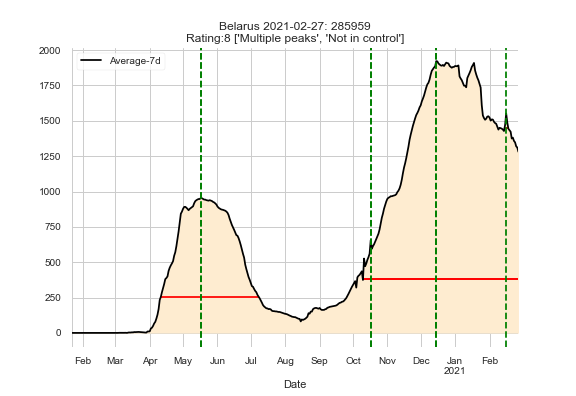 Belarus 2021-02-27: 285959
Rating:8 ['Multiple peaks', 'Not in control']
Average-7d
2000
1750
1500
1250
1000
750
500
250
0
Feb Mar Apr May Jun Jul Aug Sep Oct Nov Dec Jan Feb
2021
Date